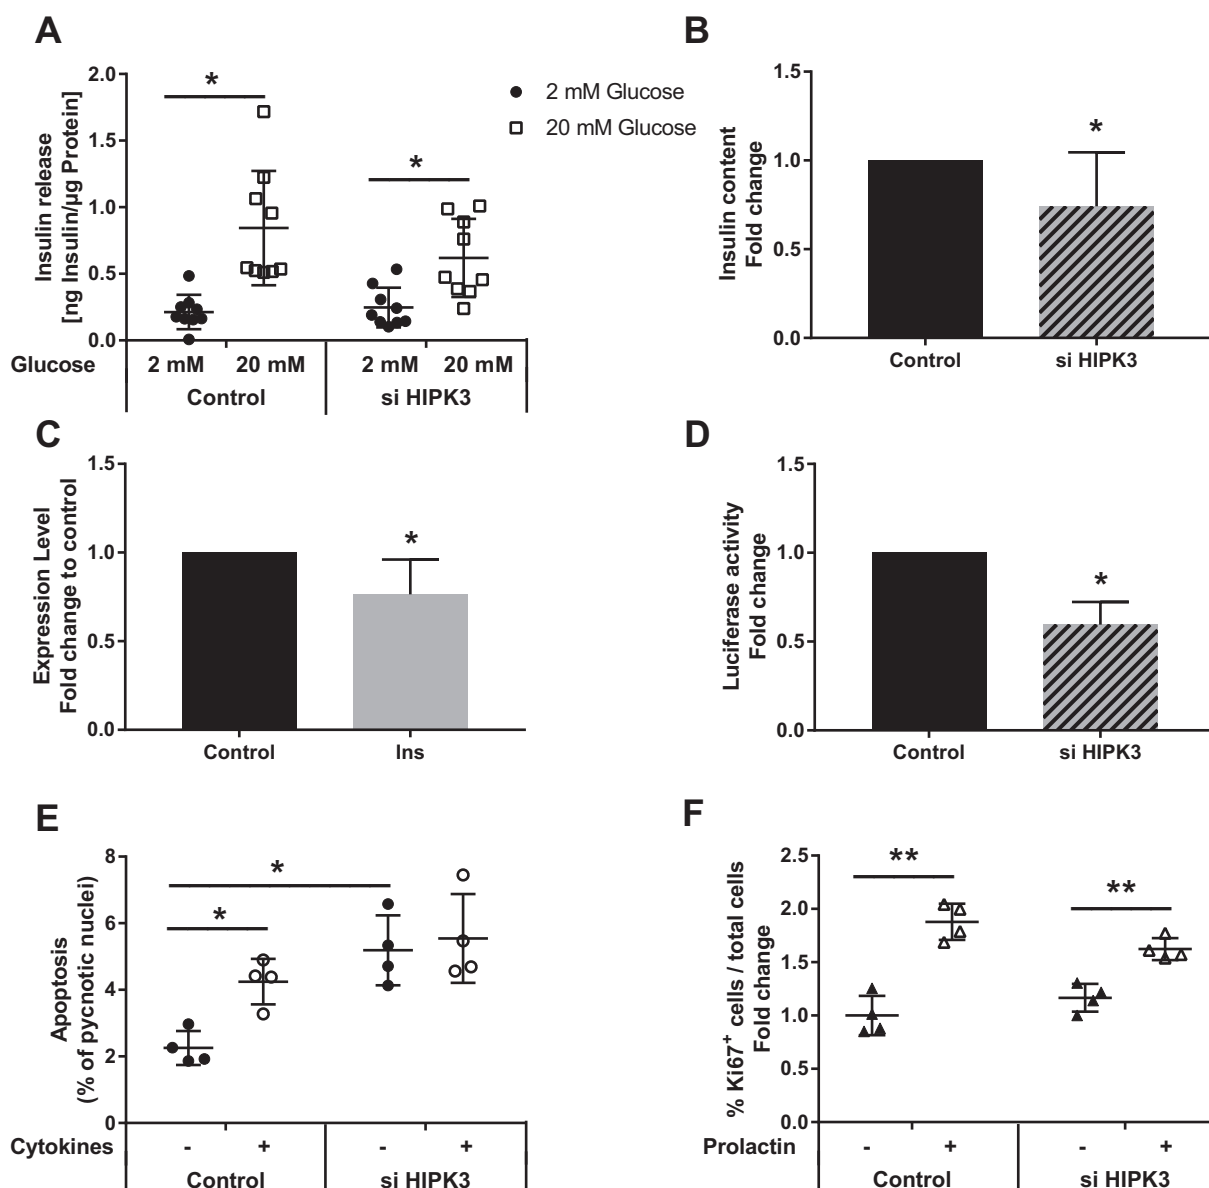 A
Insulin release
[ng Insulin/µg Protein]
2.0
1.5
1.0
0.5
0.0
*
*
2 mM Glucose
20 mM Glucose
Glucose 2 mM 20 mM 2 mM 20 mM
Control si HIPK3
B
Insulin content
Fold change
1.5
1.0
0.5
0.0
*
Control si HIPK3
C
Expression Level
Fold change to control
1.5
1.0
0.5
0.0
*
Control Ins
D
Luciferase activity
Fold change
1.5
1.0
0.5
0.0
*
Control si HIPK3
E
Apoptosis
(% of pycnotic nuclei)
8
6
4
2
0
*
*
Cytokines - + - +
Control si HIPK3
F
% Ki67+ cells / total cells
Fold change
2.5
2.0
1.5
1.0
0.5
0.0
**
**
Prolactin - + - +
Control si HIPK3